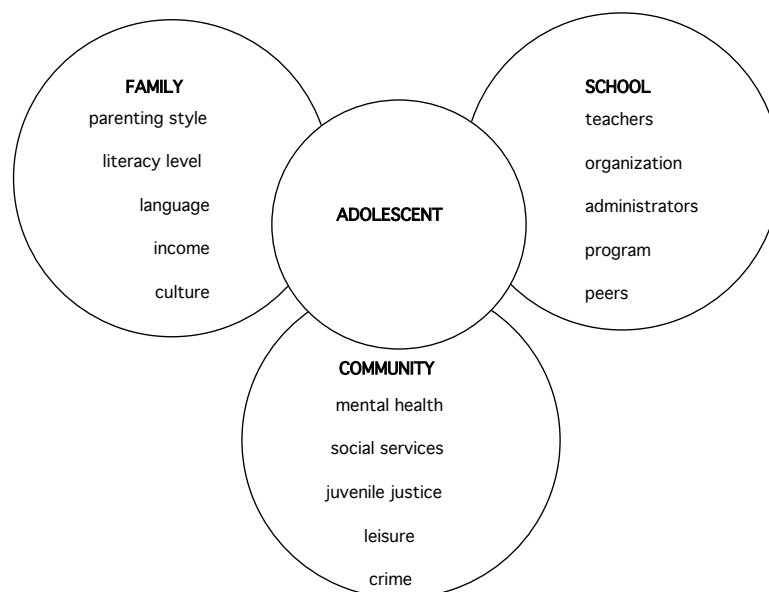 FAMILY
parenting style
literacy level
language
income
culture
SCHOOL
teachers
organization
administrators
program
peers
ADOLESCENT
COMMUNITY
mental health
social services
juvenile justice
leisure
crime